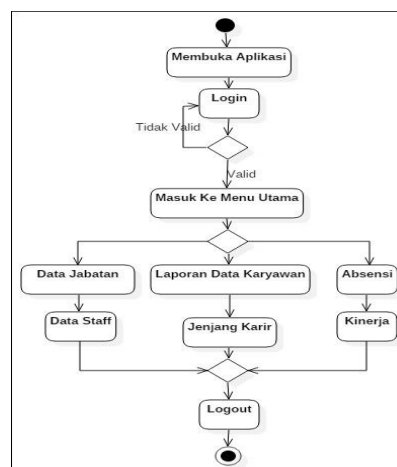 Membuka Aplikasi
Login
Tidak Valid
Valid
Masuk Ke Menu Utama
Data Jabatan
Laporan Data Karyawan
Absensi
Data Staff
Jenjang Karir
Kinerja
Logout